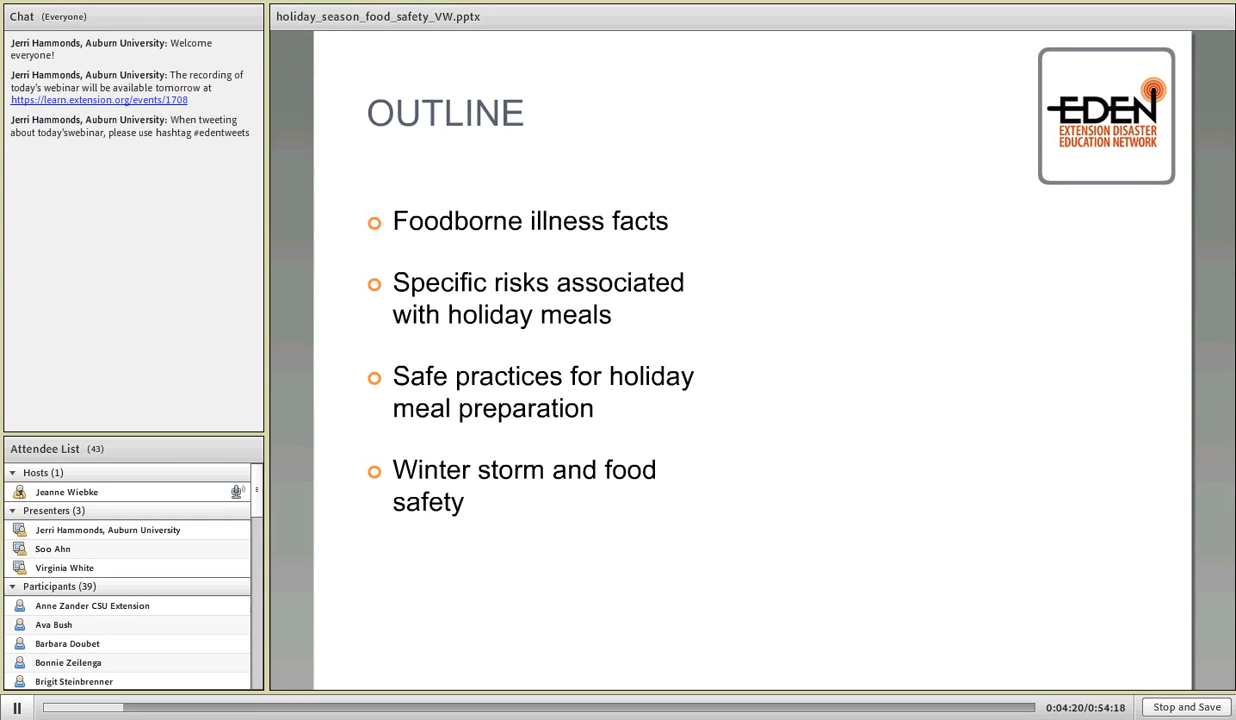 Chat (Everyone)
Jerri Hammonds, Auburn University: Welcome
everyone!
Jerri Hammonds, Auburn University: The recording of
today's webinar will be available tomorrow at
https://learn.extension.org/events/1708
Jerri Hammonds, Auburn University: When tweeting
about today'swebinar, please use hashtag #edentweets
Attendee List (43)
Hosts (1)
Jeanne Wiebke
Presenters (3)
Jerri Hammonds, Auburn University
Soo Ahn
Virginia White
Participants (39)
Anne Zander CSU Extension
Ava Bush
Barbara Doubet
Bonnie Zeilenga
Brigit Steinbrenner
holiday_season_food_safety_VW.pptx
OUTLINE
EDEN
EXTENSION DISASTER
EDUCATION NETWORK
Foodborne illness facts
Specific risks associated
with holiday meals
Safe practices for holiday
meal preparation
Winter storm and food
safety
0:04:20/0:54:18
Stop and Save